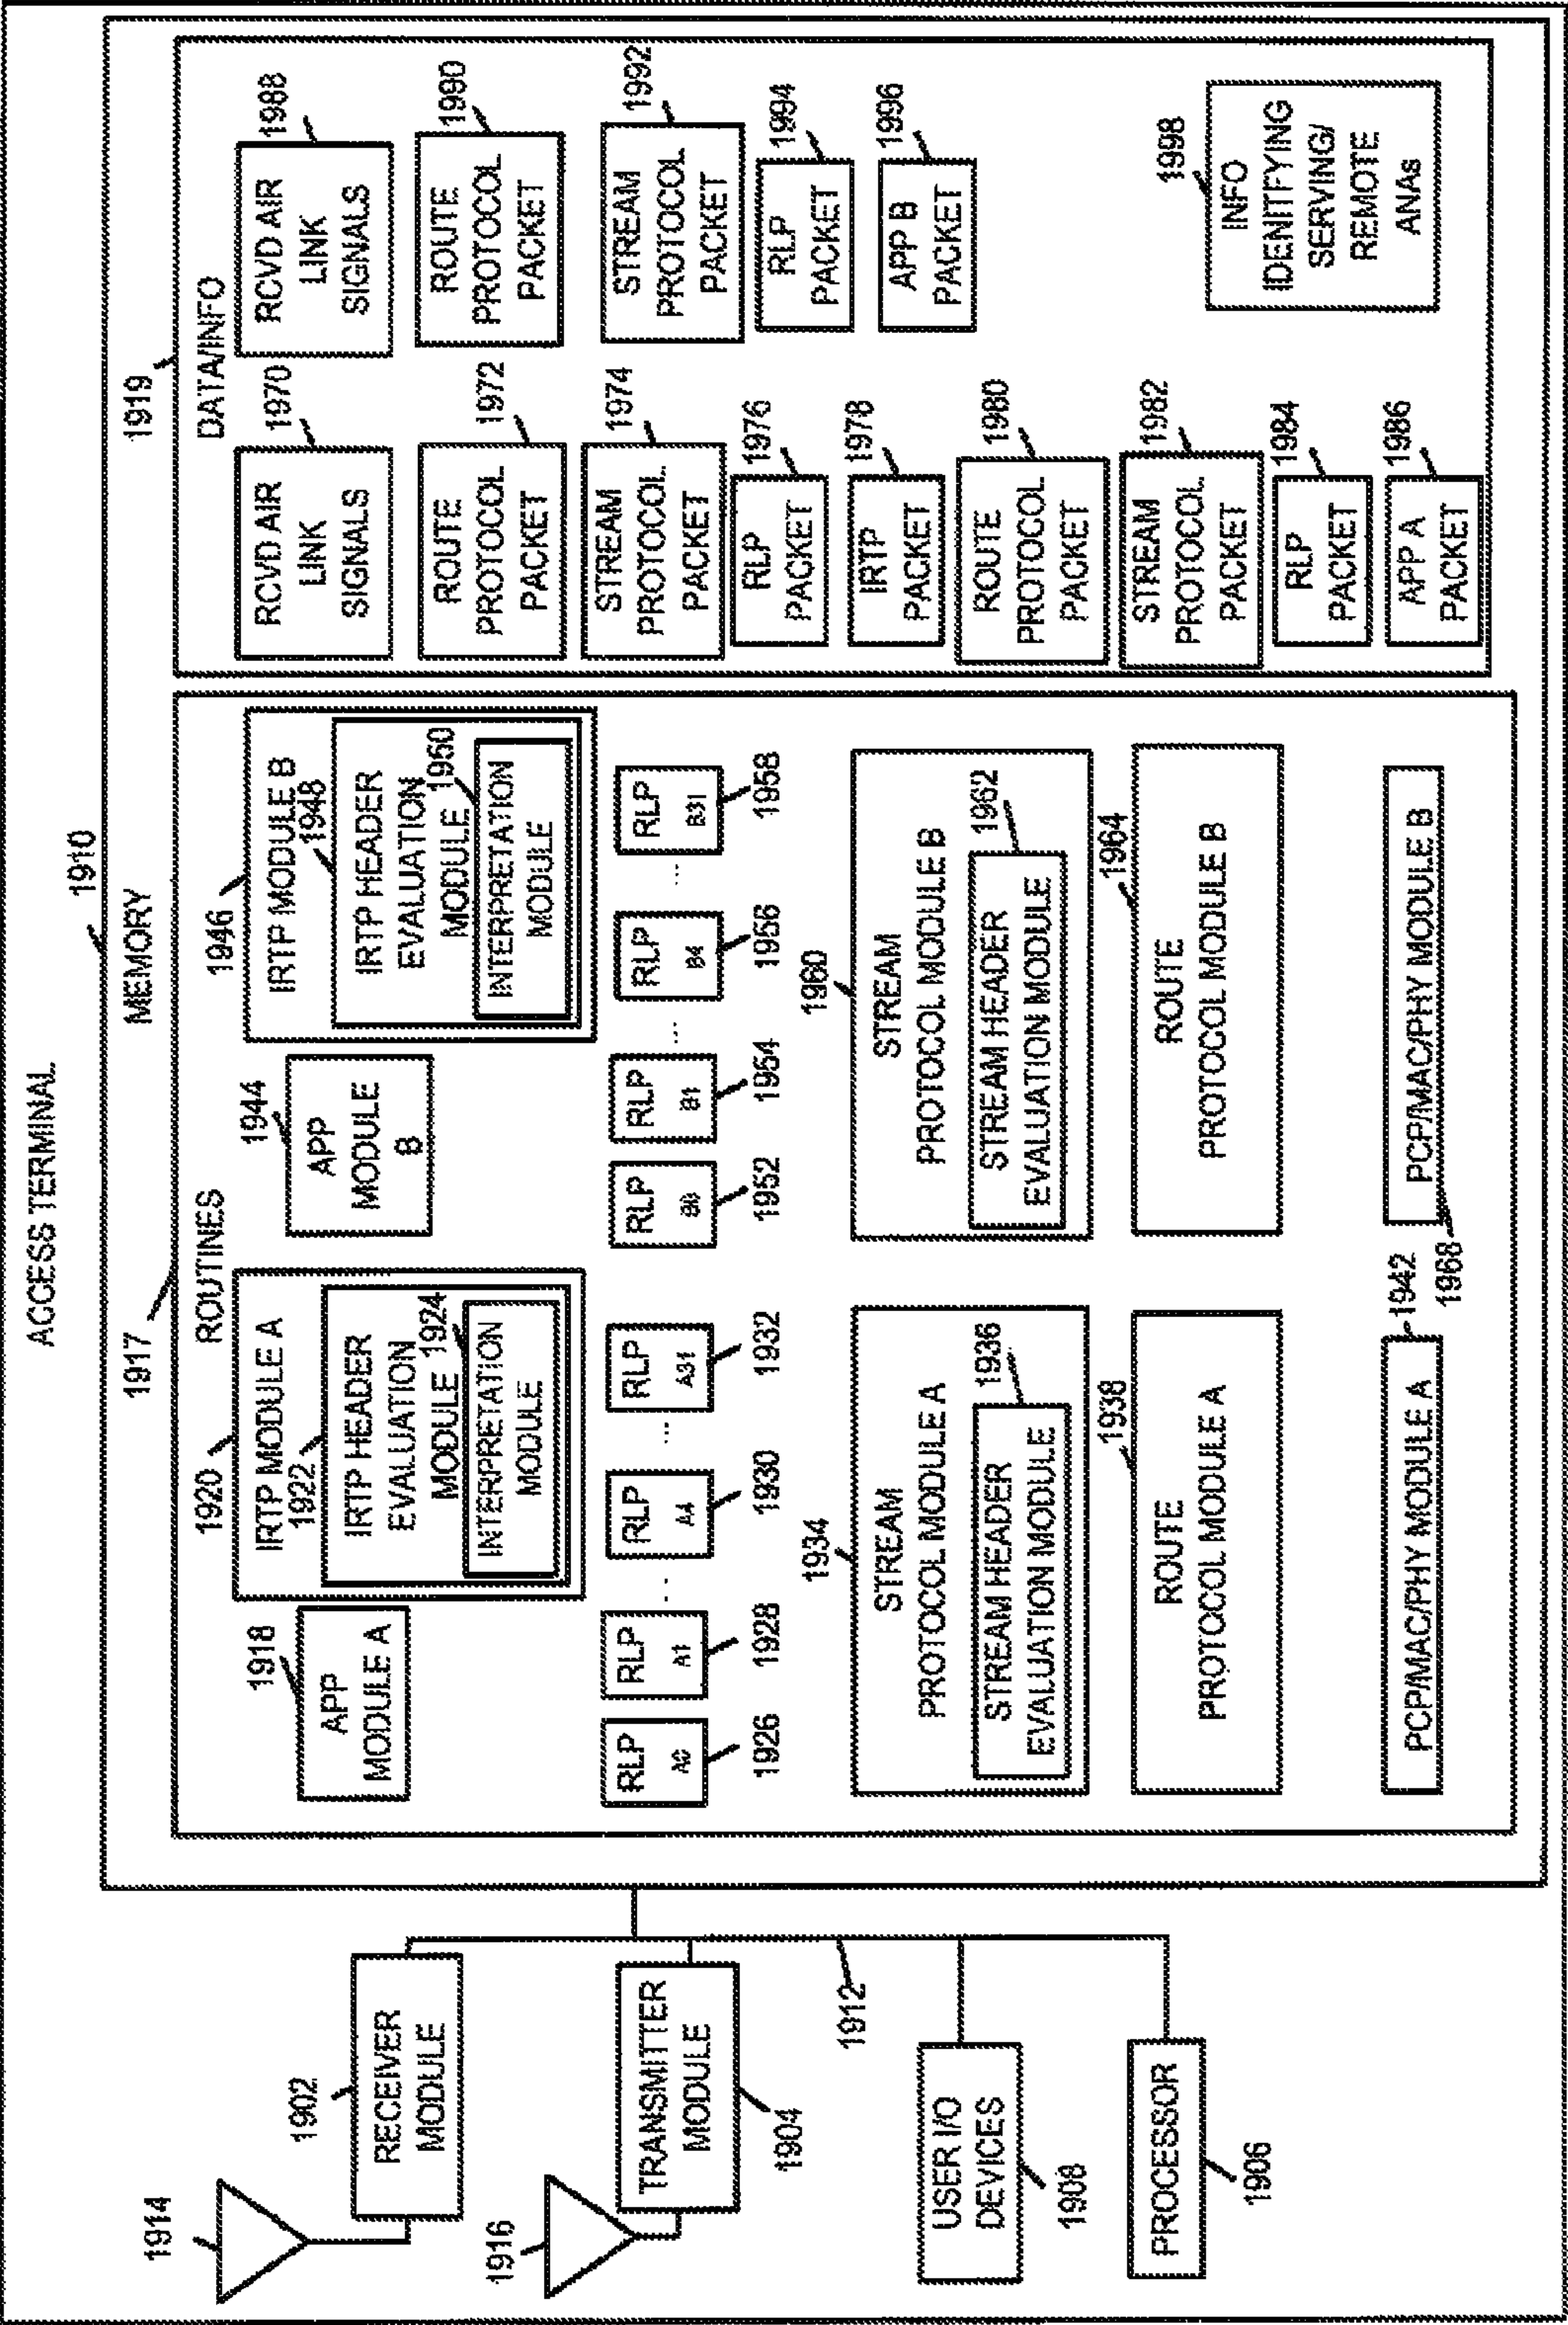 ACCESS TERMINAL
1914
1902
RECEIVER
MODULE
1916
TRANSMITTER
MODULE
1904
1912
USER I/O
DEVICES
1908
PROCESSOR
1906
1910
MEMORY
1917
ROUTINES
1918
APP
MODULE A
1920
IRTP MODULE A
1922
IRTP HEADER
EVALUATION
MODULE
1924
INTERPRETATION
MODULE
RLP
A0
1926
RLP
A1
1928
...
RLP
A4
1930
...
RLP
A31
1932
1934
STREAM
PROTOCOL MODULE A
1936
STREAM HEADER
EVALUATION MODULE
1938
ROUTE
PROTOCOL MODULE A
1942
PCP/MAC/PHY MODULE A
1944
APP
MODULE
B
1946
IRTP MODULE B
1948
IRTP HEADER
EVALUATION
MODULE
1950
INTERPRETATION
MODULE
RLP
B0
1952
RLP
B1
1954
...
RLP
B4
1956
...
RLP
B31
1958
1960
STREAM
PROTOCOL MODULE B
1962
STREAM HEADER
EVALUATION MODULE
1964
ROUTE
PROTOCOL MODULE B
PCP/MAC/PHY MODULE B
1968
1919
DATA/INFO
1970
RCVD AIR
LINK
SIGNALS
1972
ROUTE
PROTOCOL
PACKET
1974
STREAM
PROTOCOL
PACKET
1976
RLP
PACKET
1978
IRTP
PACKET
1980
ROUTE
PROTOCOL
PACKET
1982
STREAM
PROTOCOL
PACKET
1984
RLP
PACKET
1986
APP A
PACKET
1988
RCVD AIR
LINK
SIGNALS
1990
ROUTE
PROTOCOL
PACKET
1992
STREAM
PROTOCOL
PACKET
1994
RLP
PACKET
1996
APP B
PACKET
1998
INFO
IDENITFYING
SERVING/
REMOTE
ANAs